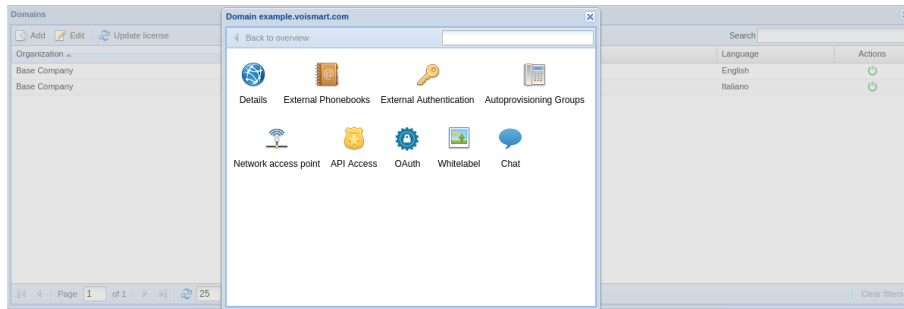 Domains
Add Edit Update license
Search
Organization
Language
Actions
Base Company
English
Base Company
Italiano
Domain example.voismart.com
Back to overview
Details
External Phonebooks
External Authentication
Autoprovisioning Groups
Network access point
API Access
OAuth
Whitelabel
Chat
Page 1 of 1
25
Clear filters